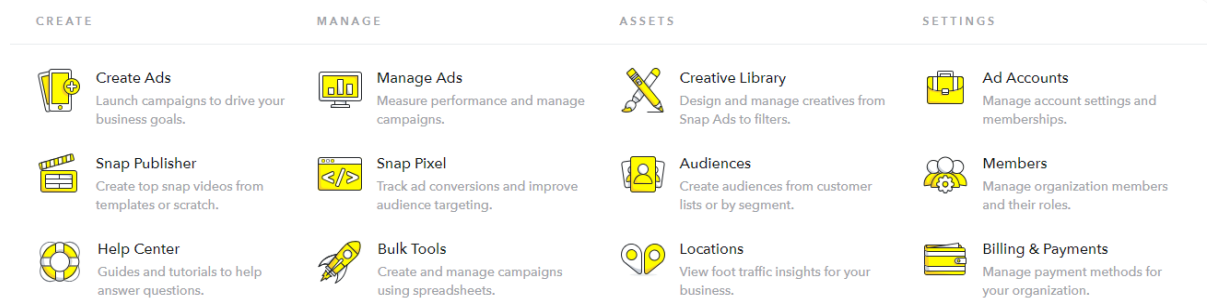 CREATE
MANAGE
ASSETS
SETTINGS
Create Ads
Launch campaigns to drive your
business goals.
Manage Ads
Measure performance and manage
campaigns.
Creative Library
Design and manage creatives from
Snap Ads to filters.
Ad Accounts
Manage account settings and
memberships.
Snap Publisher
Create top snap videos from
templates or scratch.
Snap Pixel
Track ad conversions and improve
audience targeting.
Audiences
Create audiences from customer
lists or by segment.
Members
Manage organization members
and their roles.
Help Center
Guides and tutorials to help
answer questions.
Bulk Tools
Create and manage campaigns
using spreadsheets.
Locations
View foot traffic insights for your
business.
Billing & Payments
Manage payment methods for
your organization.